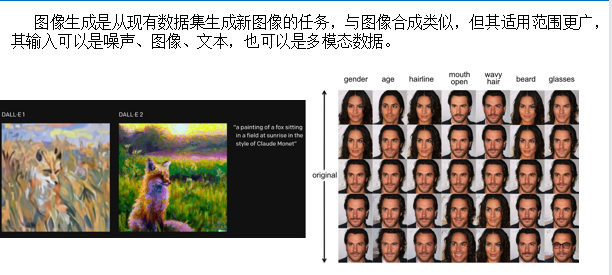 图像生成是从现有数据集生成新图像的任务，与图像合成类似，但其适用范围更广，
其输入可以是噪声、图像、文本，也可以是多模态数据。
DALL·E 1
DALL·E 2
"a painting of a fox sitting
in a field at sunrise in the
style of Claude Monet"
gender age hairline mouth open wavy hair beard glasses
original